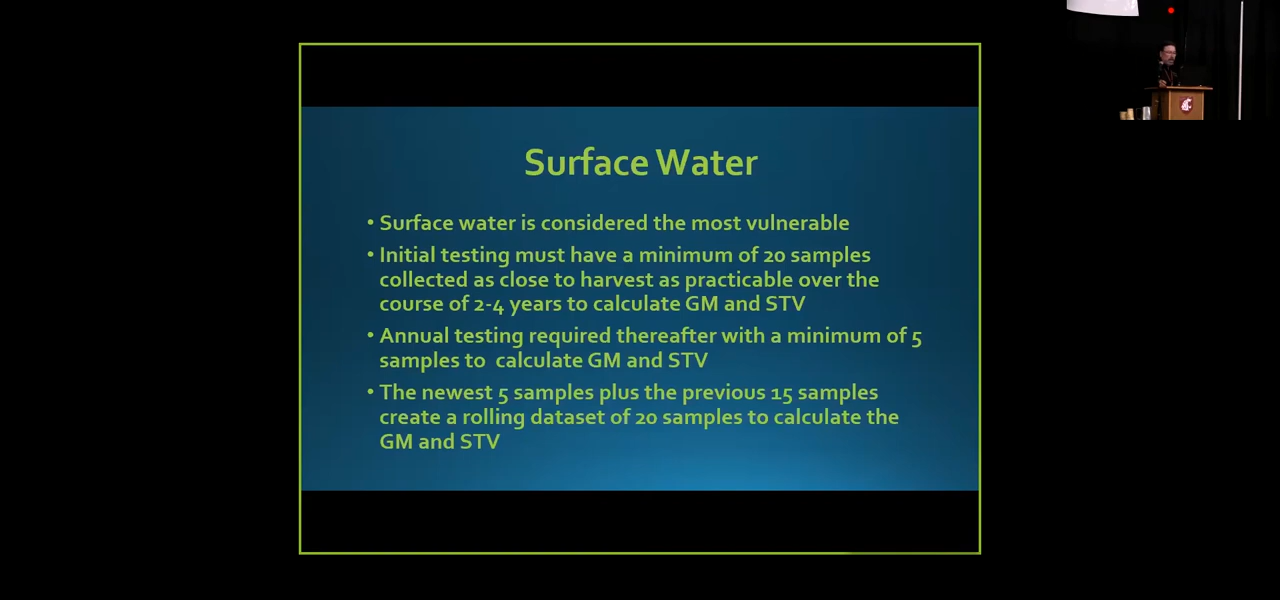 Surface Water
• Surface water is considered the most vulnerable
• Initial testing must have a minimum of 20 samples
collected as close to harvest as practicable over the
course of 2-4 years to calculate GM and STV
• Annual testing required thereafter with a minimum of 5
samples to  calculate GM and STV
• The newest 5 samples plus the previous 15 samples
create a rolling dataset of 20 samples to calculate the
GM and STV